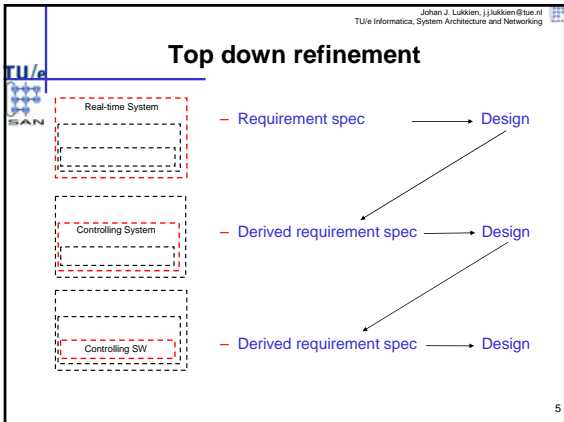 Johan J. Lukkien, j.j.lukkien@tue.nl
TU/e Informatica, System Architecture and Networking
Top down refinement
TU/e
SAN
Real-time System
– Requirement spec
Design
Controlling System
– Derived requirement spec
Design
Controlling SW
– Derived requirement spec
Design
5